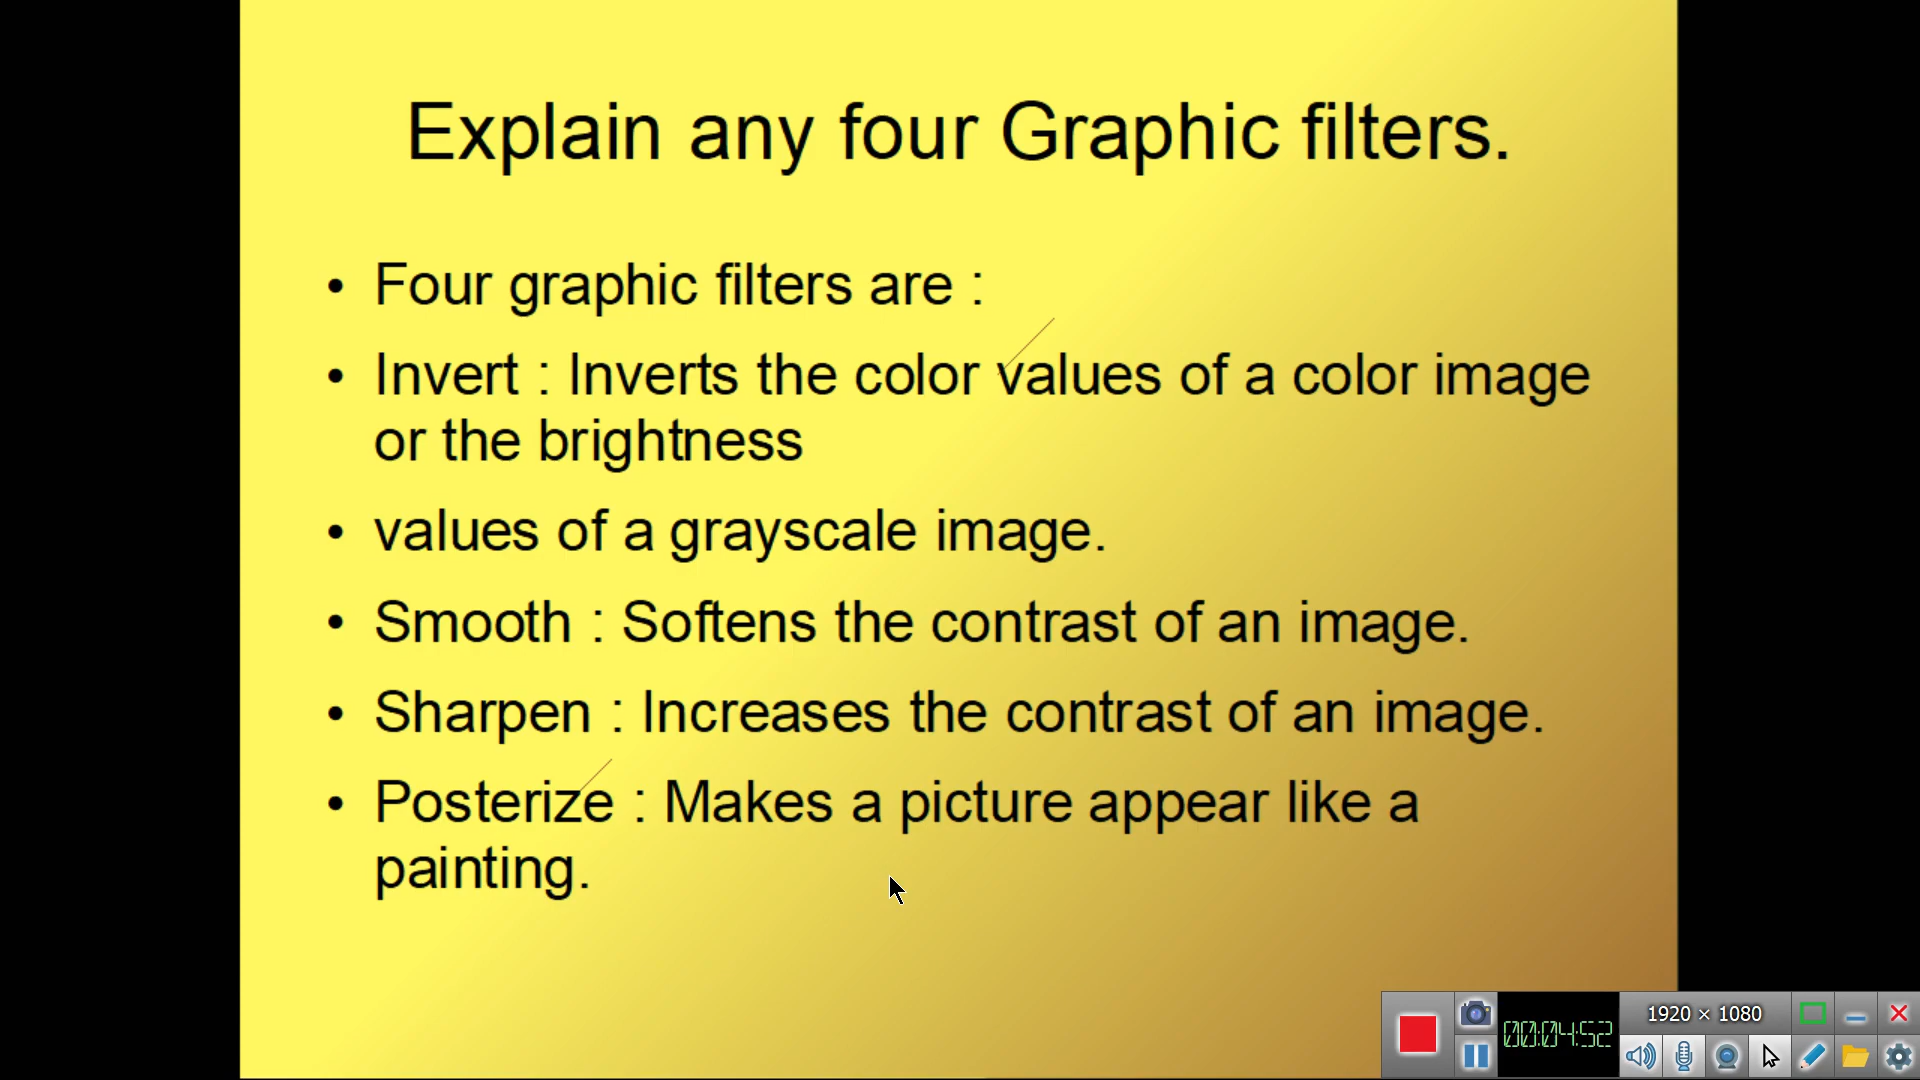 Explain any four Graphic filters.
• Four graphic filters are :
• Invert : Inverts the color values of a color image
or the brightness
• values of a grayscale image.
• Smooth : Softens the contrast of an image.
• Sharpen : Increases the contrast of an image.
• Posterize : Makes a picture appear like a
painting.
1920 × 1080
00:04:52